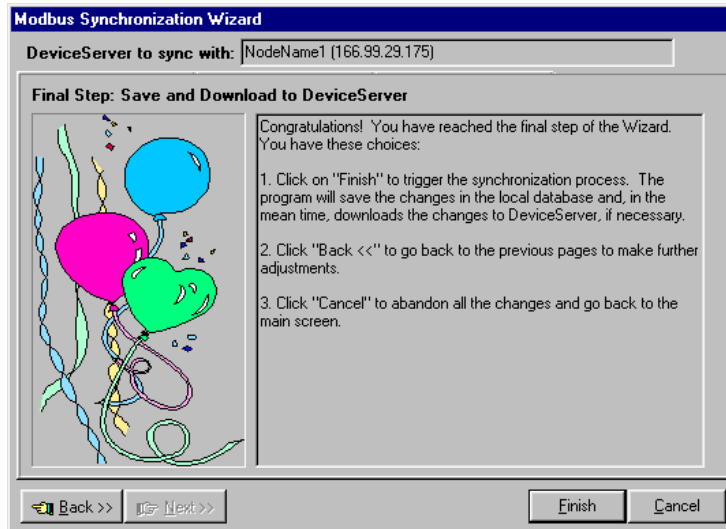 Modbus Synchronization Wizard
DeviceServer to sync with: NodeName1 (166.99.29.175)
Final Step: Save and Download to DeviceServer
Congratulations! You have reached the final step of the Wizard.
You have these choices:
1. Click on "Finish" to trigger the synchronization process. The
program will save the changes in the local database and, in the
mean time, downloads the changes to DeviceServer, if necessary.
2. Click "Back <<" to go back to the previous pages to make further
adjustments.
3. Click "Cancel" to abandon all the changes and go back to the
main screen.
Back >> Next >> Finish Cancel